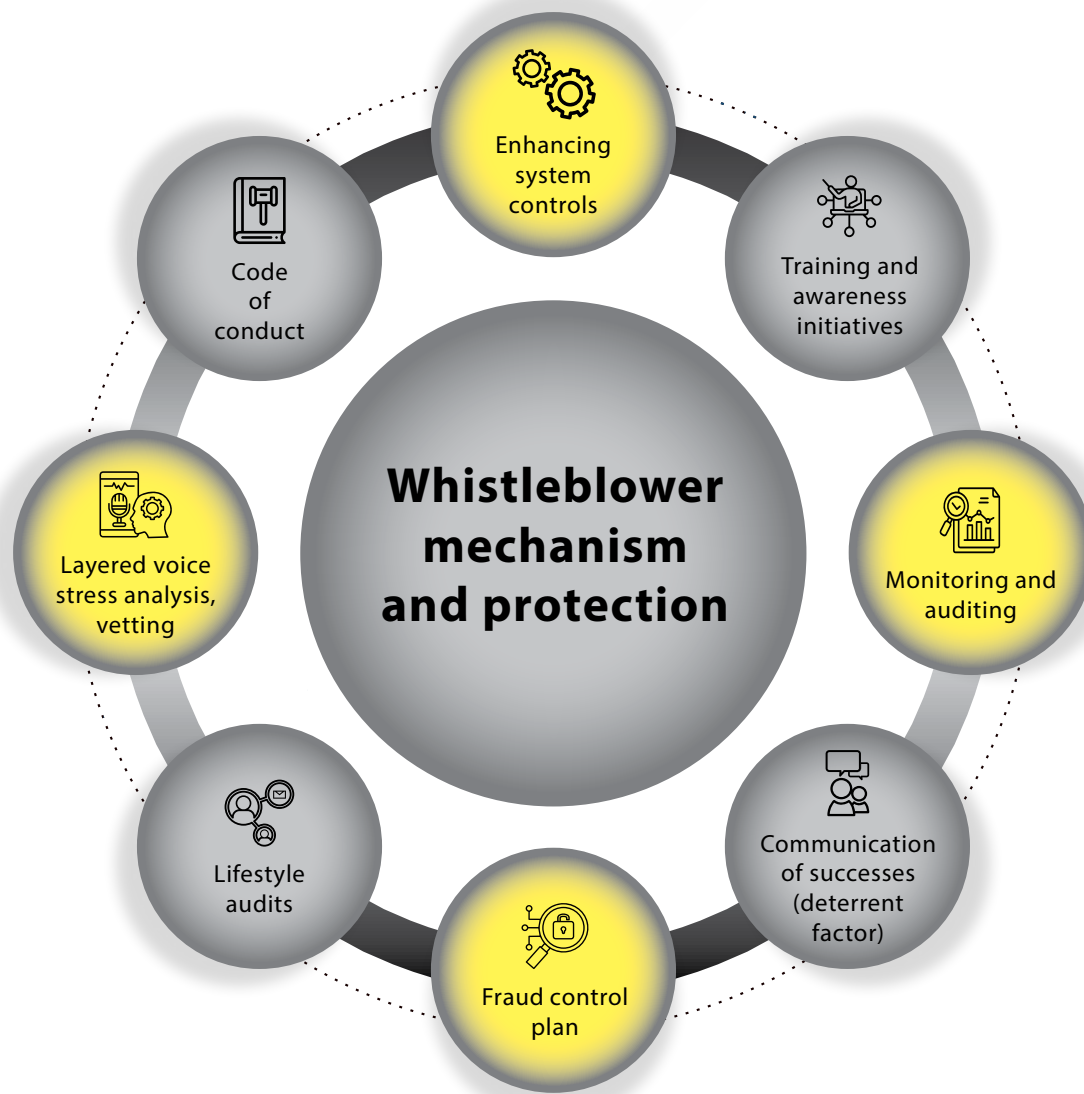 Enhancing
system
controls
Training and
awareness
initiatives
Monitoring and
auditing
Communication
of successes
(deterrent
factor)
Fraud control
plan
Lifestyle
audits
Layered voice
stress analysis,
vetting
Code
of
conduct
Whistleblower
mechanism
and protection